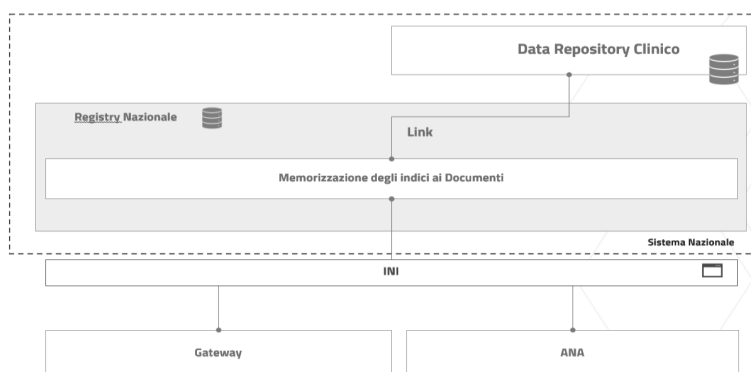 Data Repository Clinico
Registry Nazionale
Link
Memorizzazione degli indici ai Documenti
Sistema Nazionale
INI
Gateway
ANA